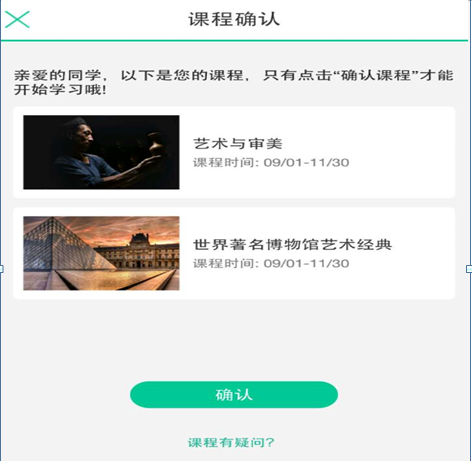 课程确认
亲爱的同学，以下是您的课程，只有点击“确认课程”才能
开始学习哦!
艺术与审美
课程时间: 09/01-11/30
世界著名博物馆艺术经典
课程时间: 09/01-11/30
确认
课程有疑问?